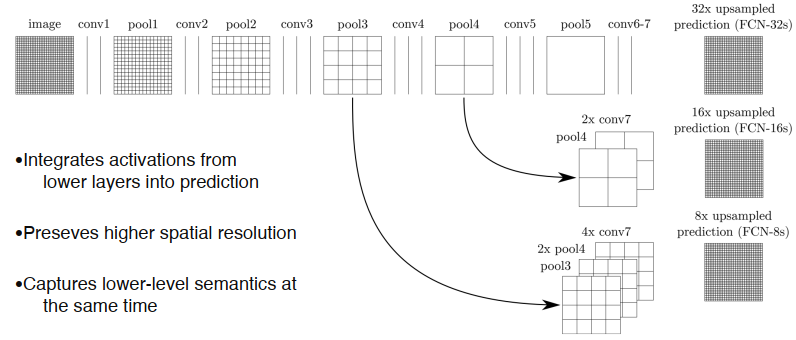 image conv1 pool1 conv2 pool2 conv3 pool3 conv4 pool4 conv5 pool5 conv6-7
32x upsampled
prediction (FCN-32s)
2x conv7
pool4
16x upsampled
prediction (FCN-16s)
4x conv7
2x pool4
pool3
8x upsampled
prediction (FCN-8s)
•Integrates activations from
lower layers into prediction
•Preseves higher spatial resolution
•Captures lower-level semantics at
the same time